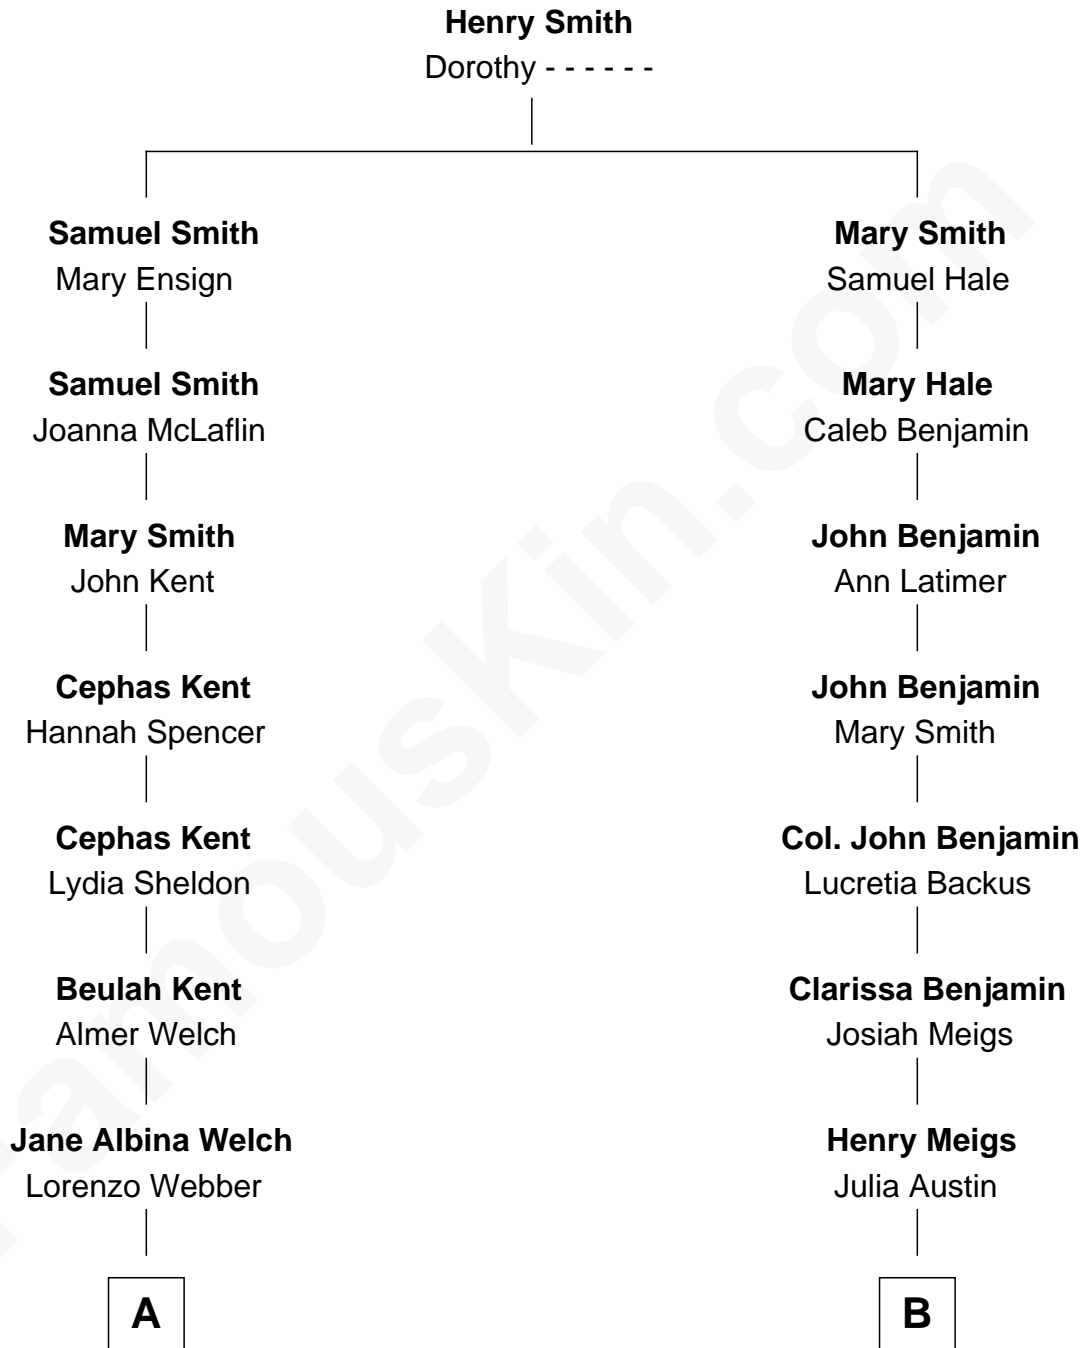 Henry Smith
Dorothy - - - - - -
Samuel Smith
Mary Ensign
Mary Smith
Samuel Hale
Samuel Smith
Joanna McLaflin
Mary Hale
Caleb Benjamin
Mary Smith
John Kent
John Benjamin
Ann Latimer
Cephas Kent
Hannah Spencer
John Benjamin
Mary Smith
Cephas Kent
Lydia Sheldon
Col. John Benjamin
Lucretia Backus
Beulah Kent
Almer Welch
Clarissa Benjamin
Josiah Meigs
Jane Albina Welch
Lorenzo Webber
Henry Meigs
Julia Austin
A
B
FamousKin.com